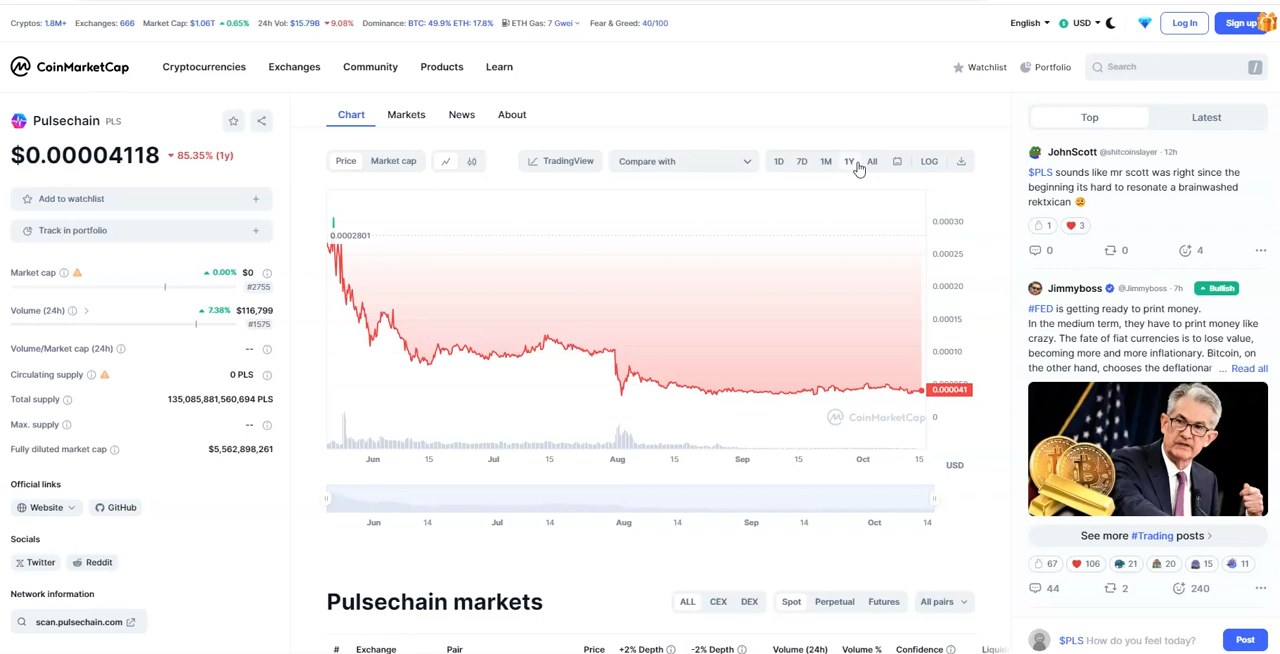 Cryptos: 1.8M+ Exchanges: 666 Market Cap: $1.06T 0.65% 24h Vol: $15.79B 9.08% Dominance: BTC: 49.9% ETH: 17.8% ETH Gas: 7 Gwei Fear & Greed: 40/100
English USD Log In Sign up
CoinMarketCap Cryptocurrencies Exchanges Community Products Learn
Watchlist Portfolio Search /
Pulsechain PLS
$0.00004118 85.35% (1y)
Add to watchlist +
Track in portfolio +
Market cap 0.00% $0
#2755
Volume (24h) 7.38% $116,799
#1575
Volume/Market cap (24h) --
Circulating supply 0 PLS
Total supply 135,085,881,560,694 PLS
Max. supply --
Fully diluted market cap $5,562,898,261
Official links
Website GitHub
Socials
Twitter Reddit
Network information
scan.pulsechain.com
Chart Markets News About
Price Market cap TradingView Compare with 1D 7D 1M 1Y All LOG
0.0002801
0.00030
0.00025
0.00020
0.00015
0.00010
0.000041
0
CoinMarketCap
Jun 15 Jul 15 Aug 15 Sep 15 Oct 15
USD
Jun 14 Jul 14 Aug 14 Sep 14 Oct 14
Pulsechain markets
ALL CEX DEX Spot Perpetual Futures All pairs
# Exchange Pair Price +2% Depth -2% Depth Volume (24h) Volume % Confidence
Top Latest
JohnScott @shitcoinslayer · 12h
$PLS sounds like mr scott was right since the
beginning its hard to resonate a brainwashed
rektxican
1 3
0 0 4 ...
Jimmyboss @Jimmyboss · 7h Bullish
#FED is getting ready to print money.
In the medium term, they have to print money like
crazy. The fate of fiat currencies is to lose value,
becoming more and more inflationary. Bitcoin, on
the other hand, chooses the deflationar ... Read all
See more #Trading posts >
67 106 21 20 15 11
44 2 240 ...
$PLS How do you feel today? Post